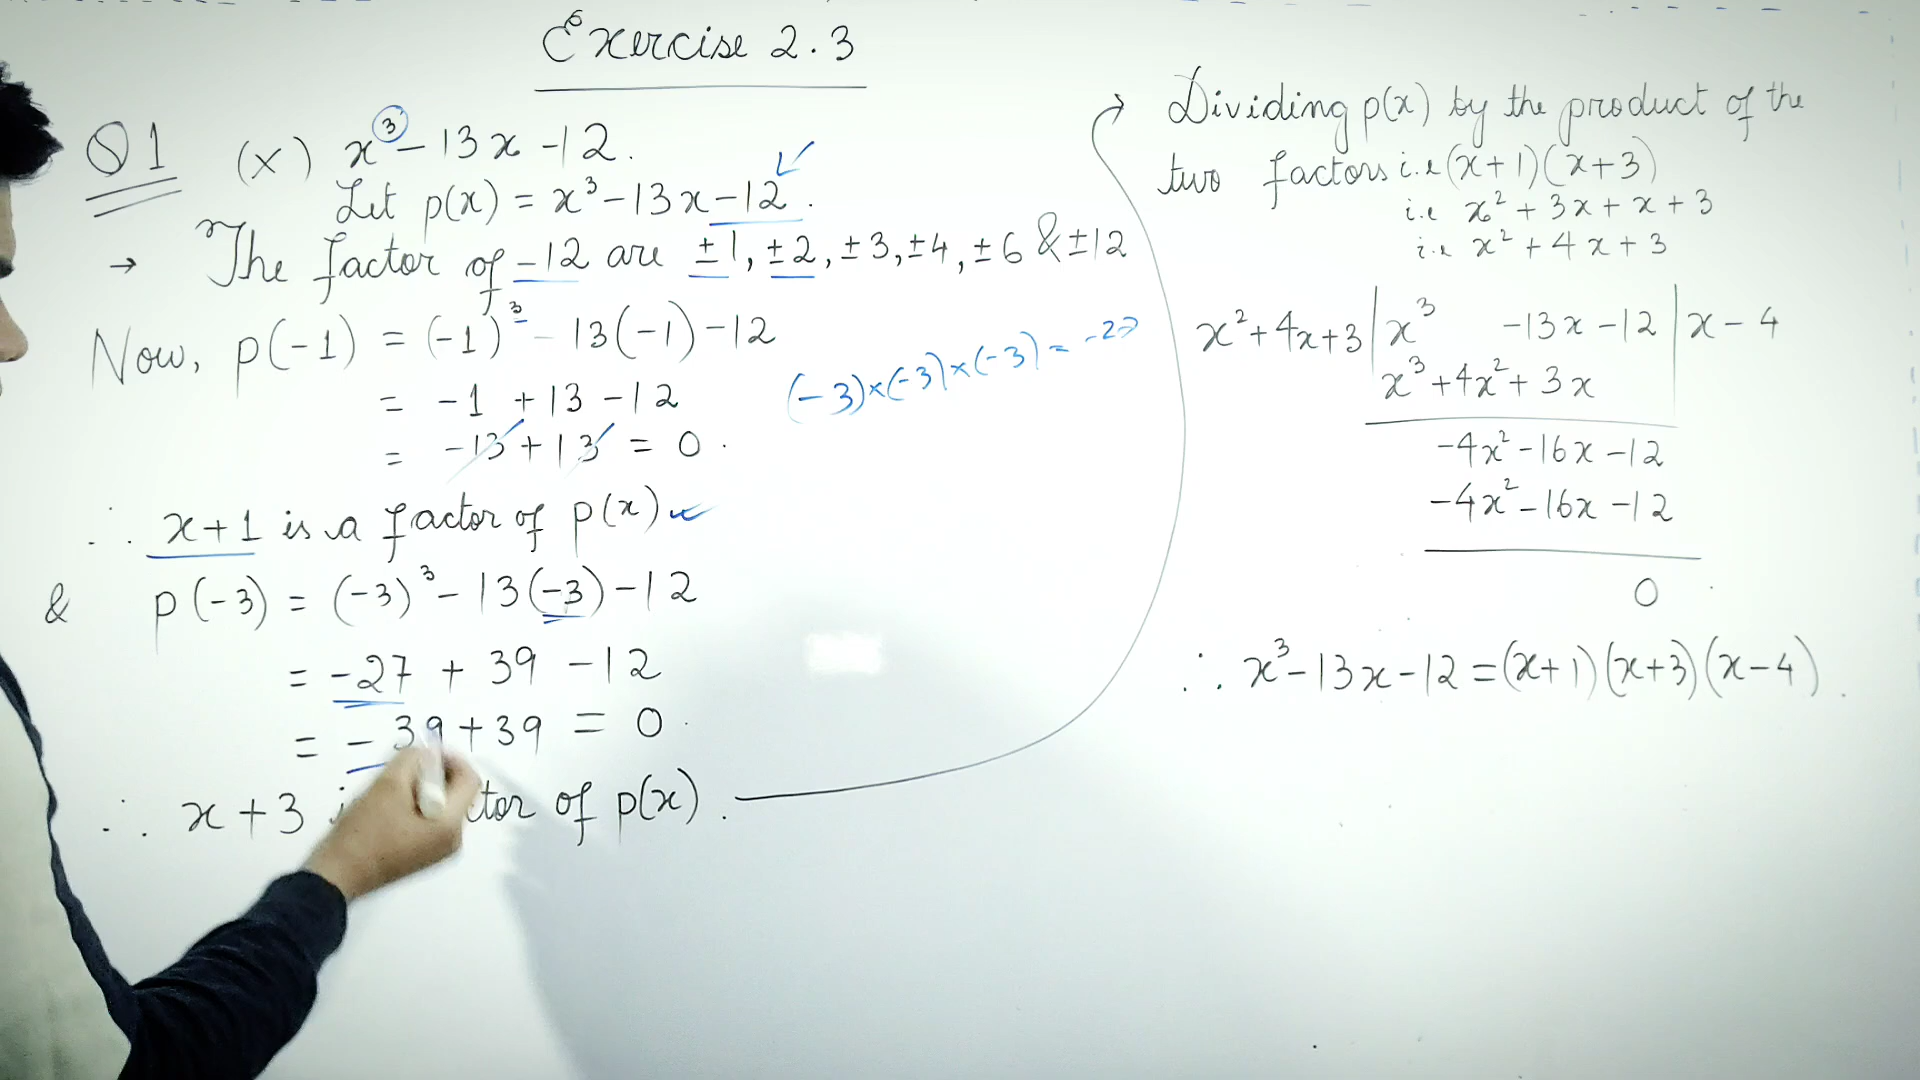 Exercise 2.3
Q1 (x) x³ - 13x - 12.
Let p(x) = x³ - 13x - 12.
→ The factor of -12 are ±1, ±2, ±3, ±4, ±6 & ±12
Now, p(-1) = (-1)³ - 13(-1) - 12
= -1 + 13 - 12
= -13 + 13 = 0.
∴ x+1 is a factor of p(x)
& p(-3) = (-3)³ - 13(-3) - 12
= -27 + 39 - 12
= -39 + 39 = 0.
∴ x+3 of p(x).
(-3)×(-3)×(-3) = -27
Dividing p(x) by the product of the
two factors i.e (x+1)(x+3)
i.e x² + 3x + x + 3
i.e x² + 4x + 3
x²+4x+3 | x³ -13x -12 | x - 4
x³ + 4x² + 3x
-4x² - 16x - 12
-4x² - 16x - 12
0.
∴ x³ - 13x - 12 = (x+1)(x+3)(x-4).